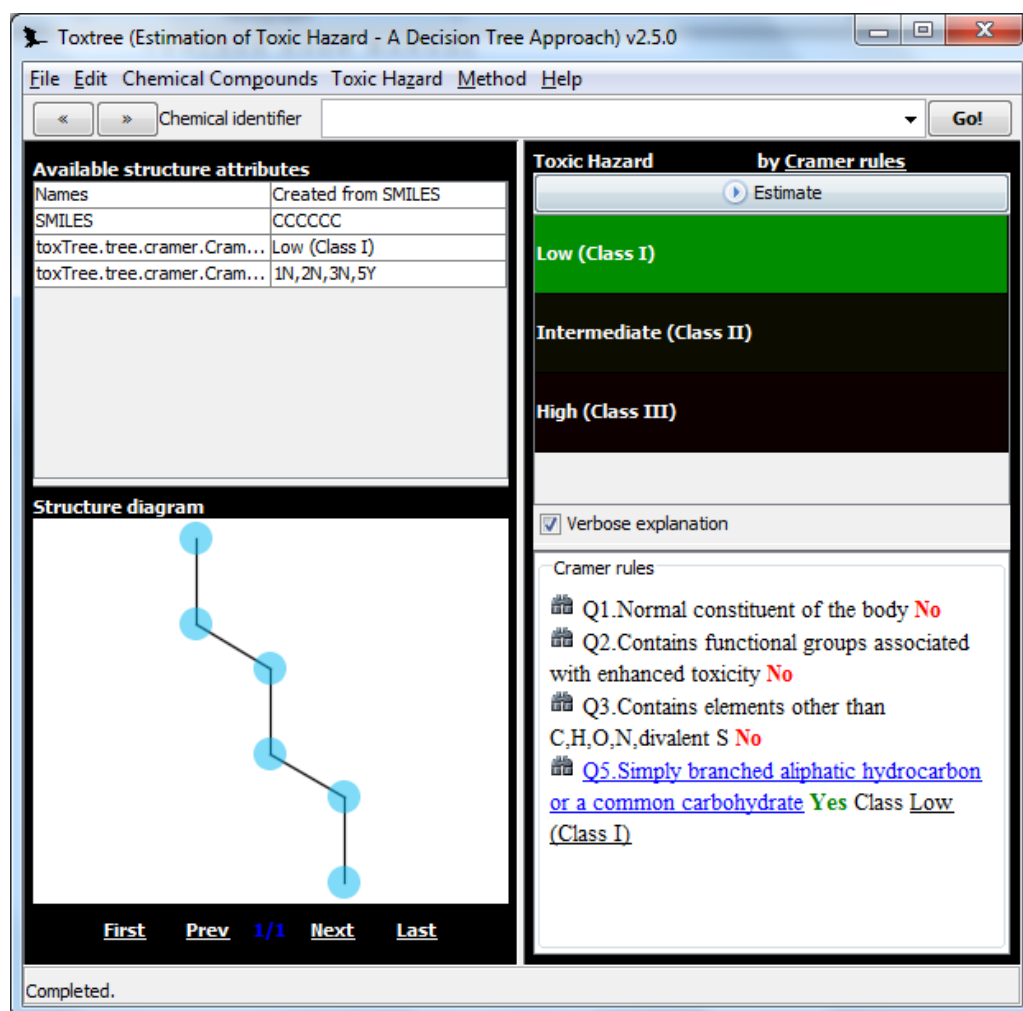 Toxtree (Estimation of Toxic Hazard - A Decision Tree Approach) v2.5.0
File Edit Chemical Compounds Toxic Hazard Method Help
« » Chemical identifier Go!
Available structure attributes
Names Created from SMILES
SMILES CCCCCC
toxTree.tree.cramer.Cram... Low (Class I)
toxTree.tree.cramer.Cram... 1N,2N,3N,5Y
Structure diagram
First Prev 1/1 Next Last
Toxic Hazard by Cramer rules
Estimate
Low (Class I)
Intermediate (Class II)
High (Class III)
Verbose explanation
Cramer rules
Q1.Normal constituent of the body No
Q2.Contains functional groups associated
with enhanced toxicity No
Q3.Contains elements other than
C,H,O,N,divalent S No
Q5.Simply branched aliphatic hydrocarbon
or a common carbohydrate Yes Class Low
(Class I)
Completed.